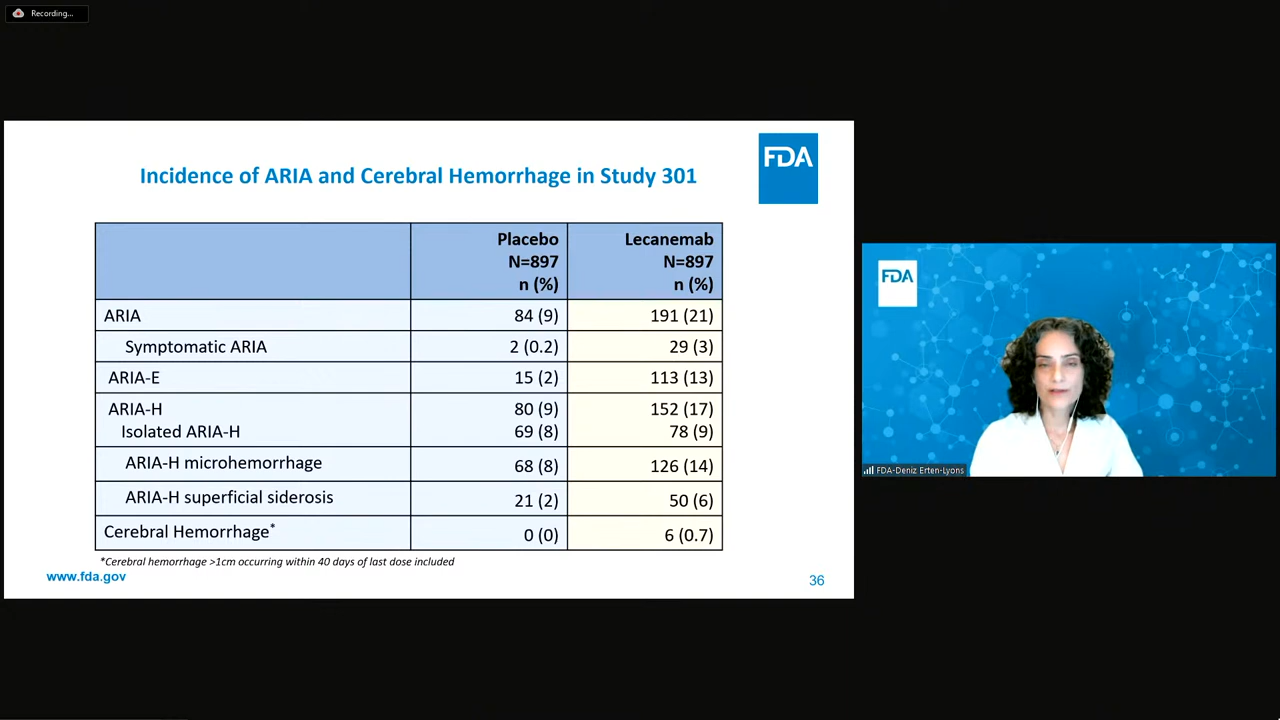 Recording...
FDA
Incidence of ARIA and Cerebral Hemorrhage in Study 301
Placebo
N=897
n (%)
Lecanemab
N=897
n (%)
ARIA 84 (9) 191 (21)
Symptomatic ARIA 2 (0.2) 29 (3)
ARIA-E 15 (2) 113 (13)
ARIA-H 80 (9) 152 (17)
Isolated ARIA-H 69 (8) 78 (9)
ARIA-H microhemorrhage 68 (8) 126 (14)
ARIA-H superficial siderosis 21 (2) 50 (6)
Cerebral Hemorrhage* 0 (0) 6 (0.7)
*Cerebral hemorrhage >1cm occurring within 40 days of last dose included
www.fda.gov
36
FDA
FDA-Deniz Erten-Lyons